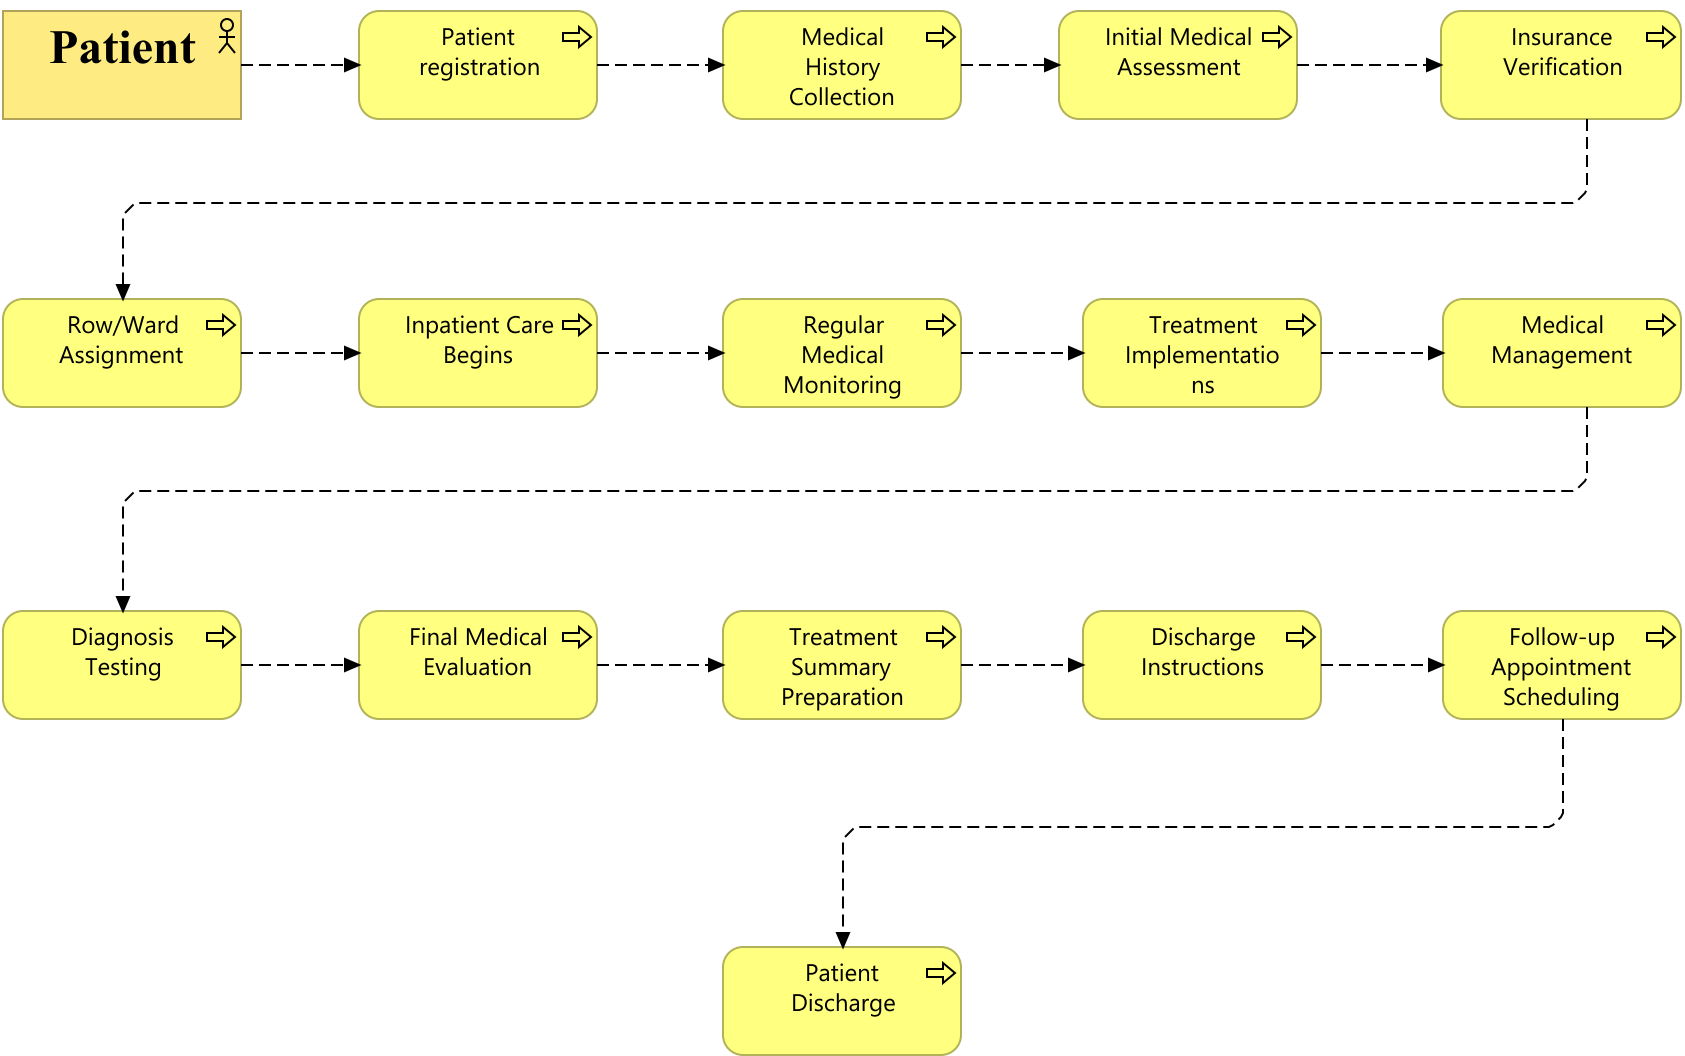 Patient
Patient
registration
Medical
History
Collection
Initial Medical
Assessment
Insurance
Verification
Row/Ward
Assignment
Inpatient Care
Begins
Regular
Medical
Monitoring
Treatment
Implementatio
ns
Medical
Management
Diagnosis
Testing
Final Medical
Evaluation
Treatment
Summary
Preparation
Discharge
Instructions
Follow-up
Appointment
Scheduling
Patient
Discharge